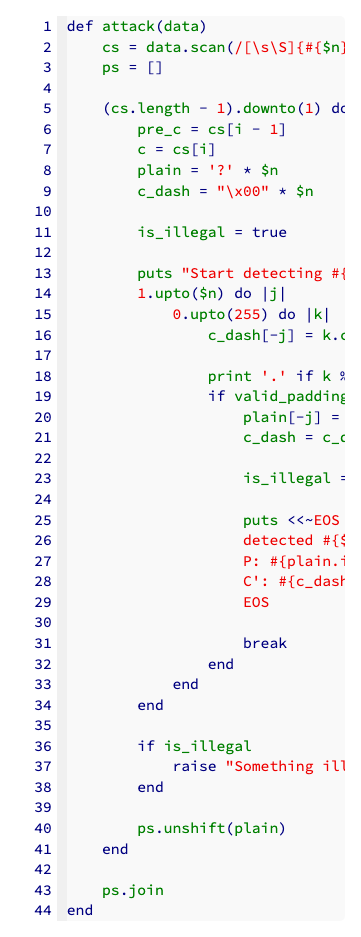 1 def attack(data)
2 cs = data.scan(/[\s\S]{#{$n}
3 ps = []
4
5 (cs.length - 1).downto(1) do
6 pre_c = cs[i - 1]
7 c = cs[i]
8 plain = '?' * $n
9 c_dash = "\x00" * $n
10
11 is_illegal = true
12
13 puts "Start detecting #{
14 1.upto($n) do |j|
15 0.upto(255) do |k|
16 c_dash[-j] = k.c
17
18 print '.' if k %
19 if valid_padding
20 plain[-j] =
21 c_dash = c_d
22
23 is_illegal =
24
25 puts <<~EOS
26 detected #{$
27 P: #{plain.i
28 C': #{c_dash
29 EOS
30
31 break
32 end
33 end
34 end
35
36 if is_illegal
37 raise "Something ill
38 end
39
40 ps.unshift(plain)
41 end
42
43 ps.join
44 end